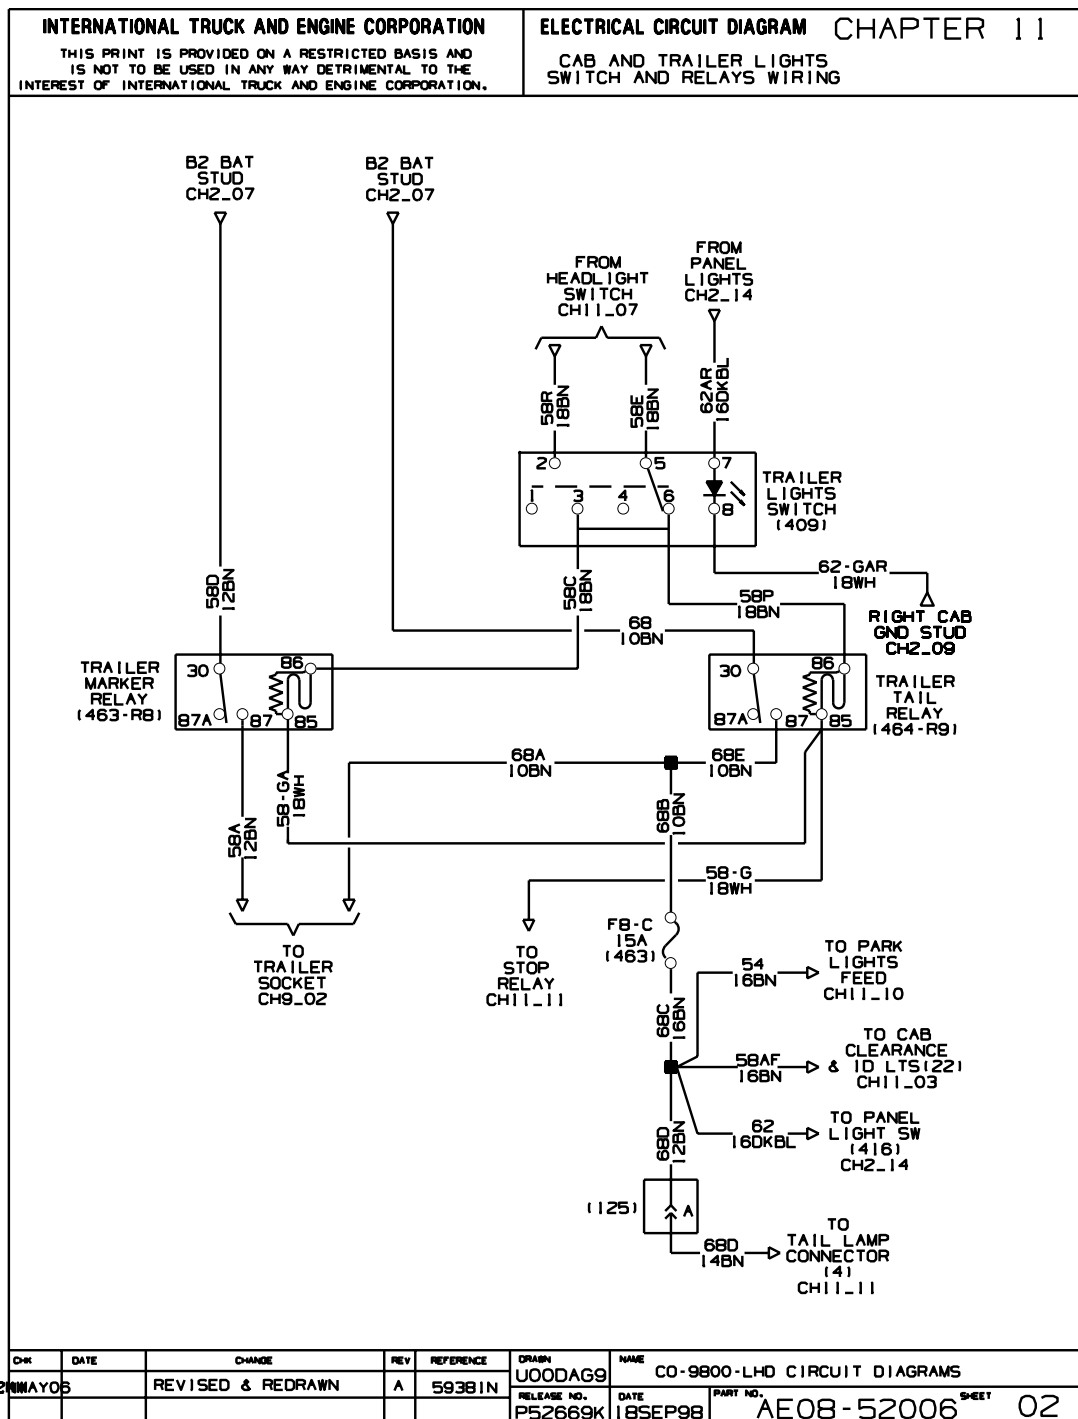 INTERNATIONAL TRUCK AND ENGINE CORPORATION
THIS PRINT IS PROVIDED ON A RESTRICTED BASIS AND
IS NOT TO BE USED IN ANY WAY DETRIMENTAL TO THE
INTEREST OF INTERNATIONAL TRUCK AND ENGINE CORPORATION.
ELECTRICAL CIRCUIT DIAGRAM CHAPTER 11
CAB AND TRAILER LIGHTS
SWITCH AND RELAYS WIRING
B2 BAT
STUD
CH2_07
B2 BAT
STUD
CH2_07
FROM
HEADLIGHT
SWITCH
CH11_07
FROM
PANEL
LIGHTS
CH2_14
58R
18BN
58E
18BN
62AR
16DKBL
2
5
7
1
3
4
6
8
TRAILER
LIGHTS
SWITCH
(409)
58D
12BN
58C
18BN
62-GAR
18WH
58P
18BN
68
10BN
RIGHT CAB
GND STUD
CH2_09
TRAILER
MARKER
RELAY
(463-R8)
30
86
87A
87
85
30
86
87A
87
85
TRAILER
TAIL
RELAY
(464-R9)
68A
10BN
68E
10BN
58-GA
18WH
58A
12BN
68B
10BN
58-G
18WH
F8-C
15A
(463)
TO
TRAILER
SOCKET
CH9_02
TO
STOP
RELAY
CH11_11
54
16BN
TO PARK
LIGHTS
FEED
CH11_10
68C
16BN
58AF
16BN
TO CAB
CLEARANCE
& ID LTS(22)
CH11_03
62
16DKBL
TO PANEL
LIGHT SW
(416)
CH2_14
68D
12BN
(125)
A
68D
14BN
TO
TAIL LAMP
CONNECTOR
(4)
CH11_11
CHK DATE CHANGE REV REFERENCE
MAY06 REVISED & REDRAWN A 59381N
DRAWN
U00DAG9
NAME
CO-9800-LHD CIRCUIT DIAGRAMS
RELEASE NO.
P52669K
DATE
18SEP98
PART NO.
AE08-52006
SHEET
02